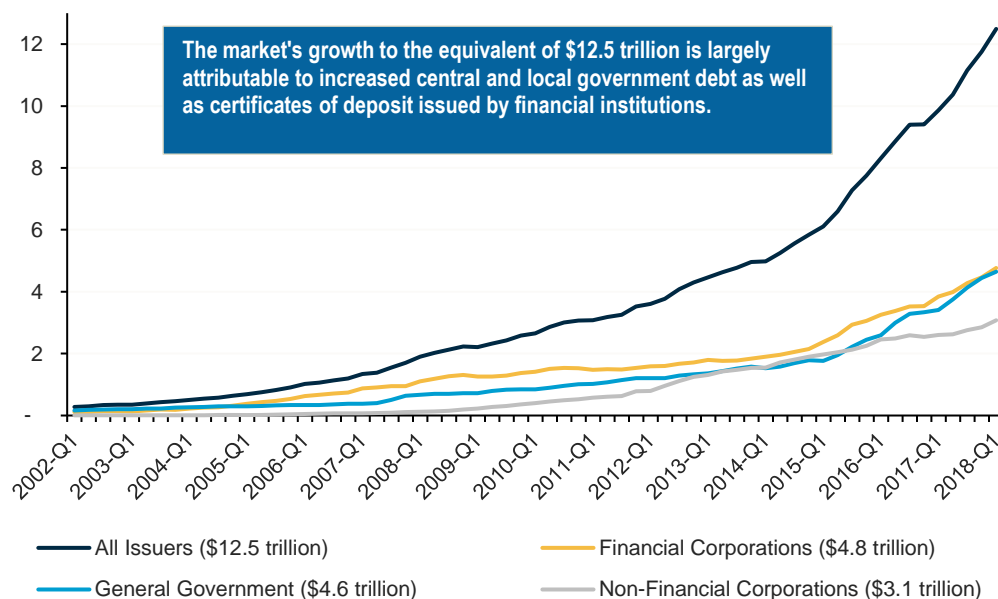 The market's growth to the equivalent of $12.5 trillion is largely
attributable to increased central and local government debt as well
as certificates of deposit issued by financial institutions.
12
10
8
6
4
2
-
2002-Q1
2003-Q1
2004-Q1
2005-Q1
2006-Q1
2007-Q1
2008-Q1
2009-Q1
2010-Q1
2011-Q1
2012-Q1
2013-Q1
2014-Q1
2015-Q1
2016-Q1
2017-Q1
2018-Q1
All Issuers ($12.5 trillion)
Financial Corporations ($4.8 trillion)
General Government ($4.6 trillion)
Non-Financial Corporations ($3.1 trillion)